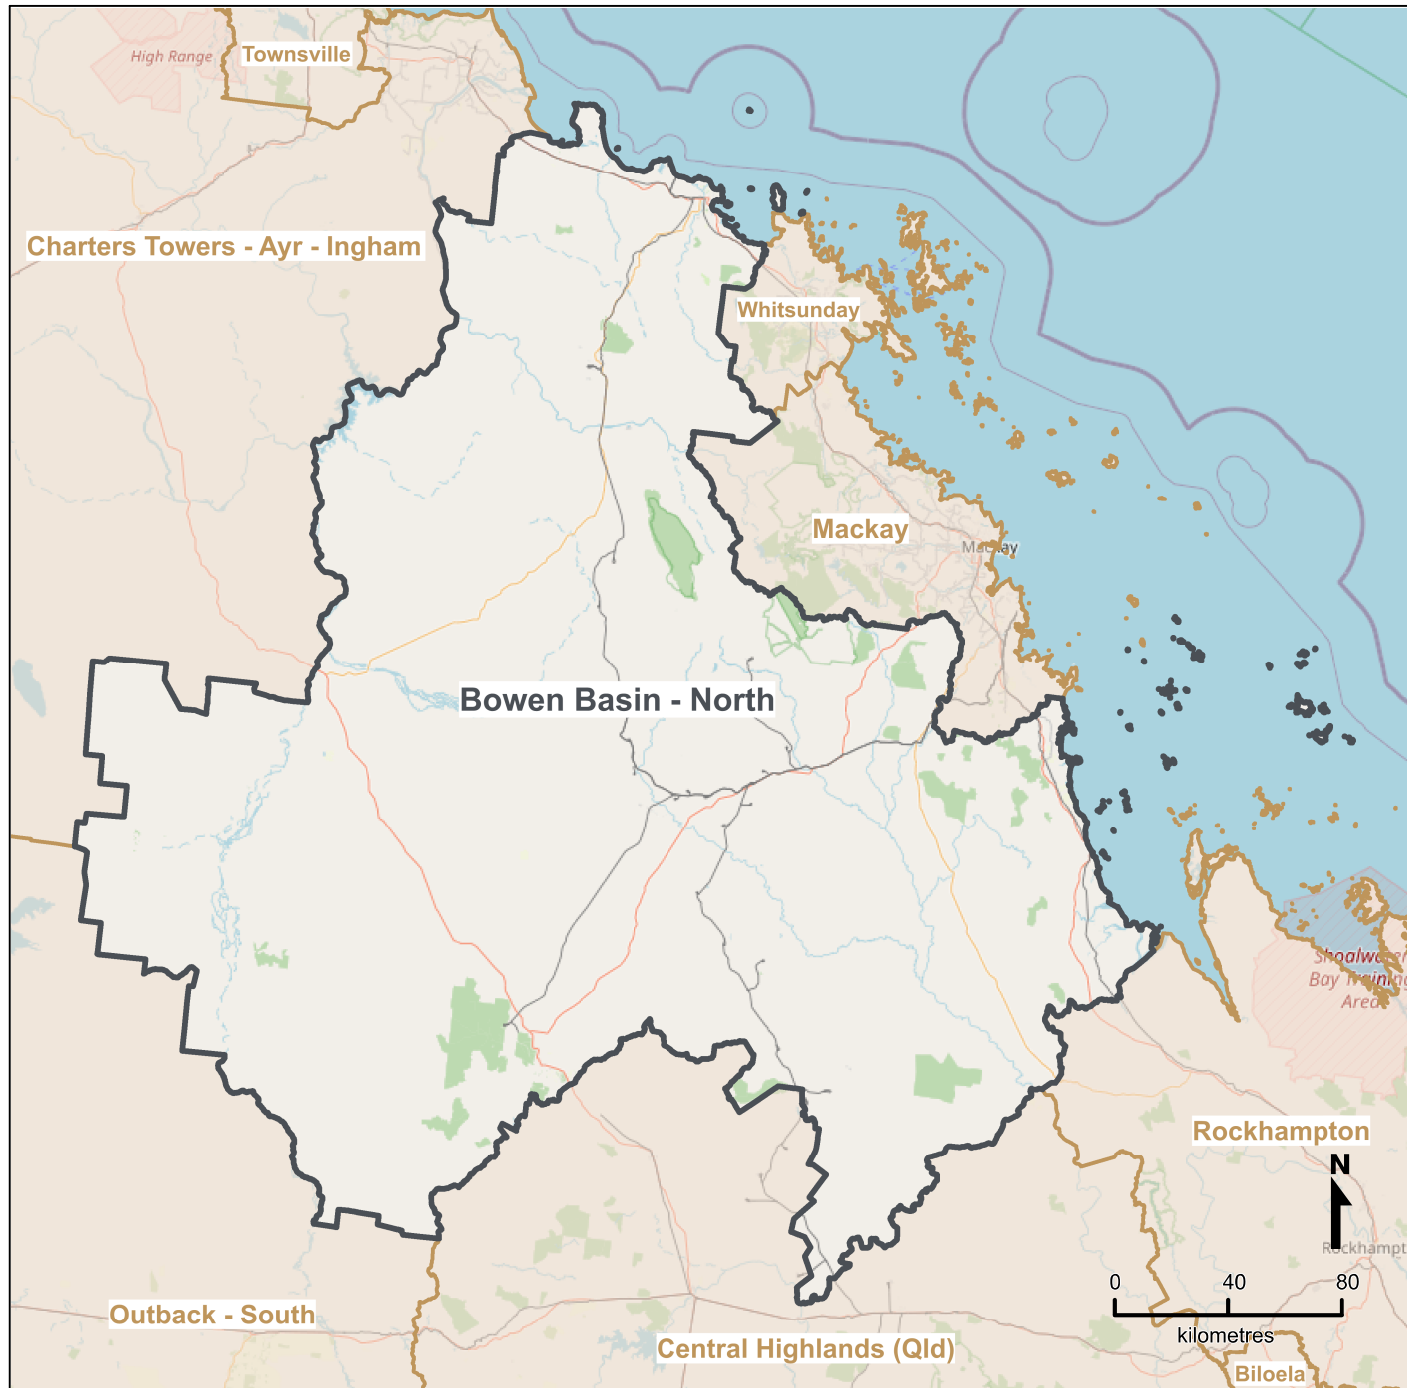 High Range
Townsville
Charters Towers - Ayr - Ingham
Whitsunday
Mackay
Mackay
Bowen Basin - North
Shoalwater
Bay Training
Area
Rockhampton
N
Rockhampt
0 40 80
kilometres
Outback - South
Central Highlands (Qld)
Biloela